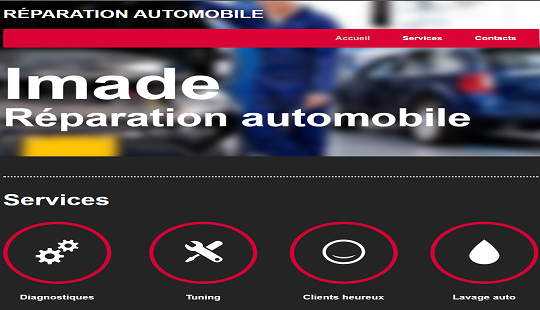 RÉPARATION AUTOMOBILE
Accueil Services Contacts
Imade
Réparation automobile
Services
Diagnostiques Tuning Clients heureux Lavage auto